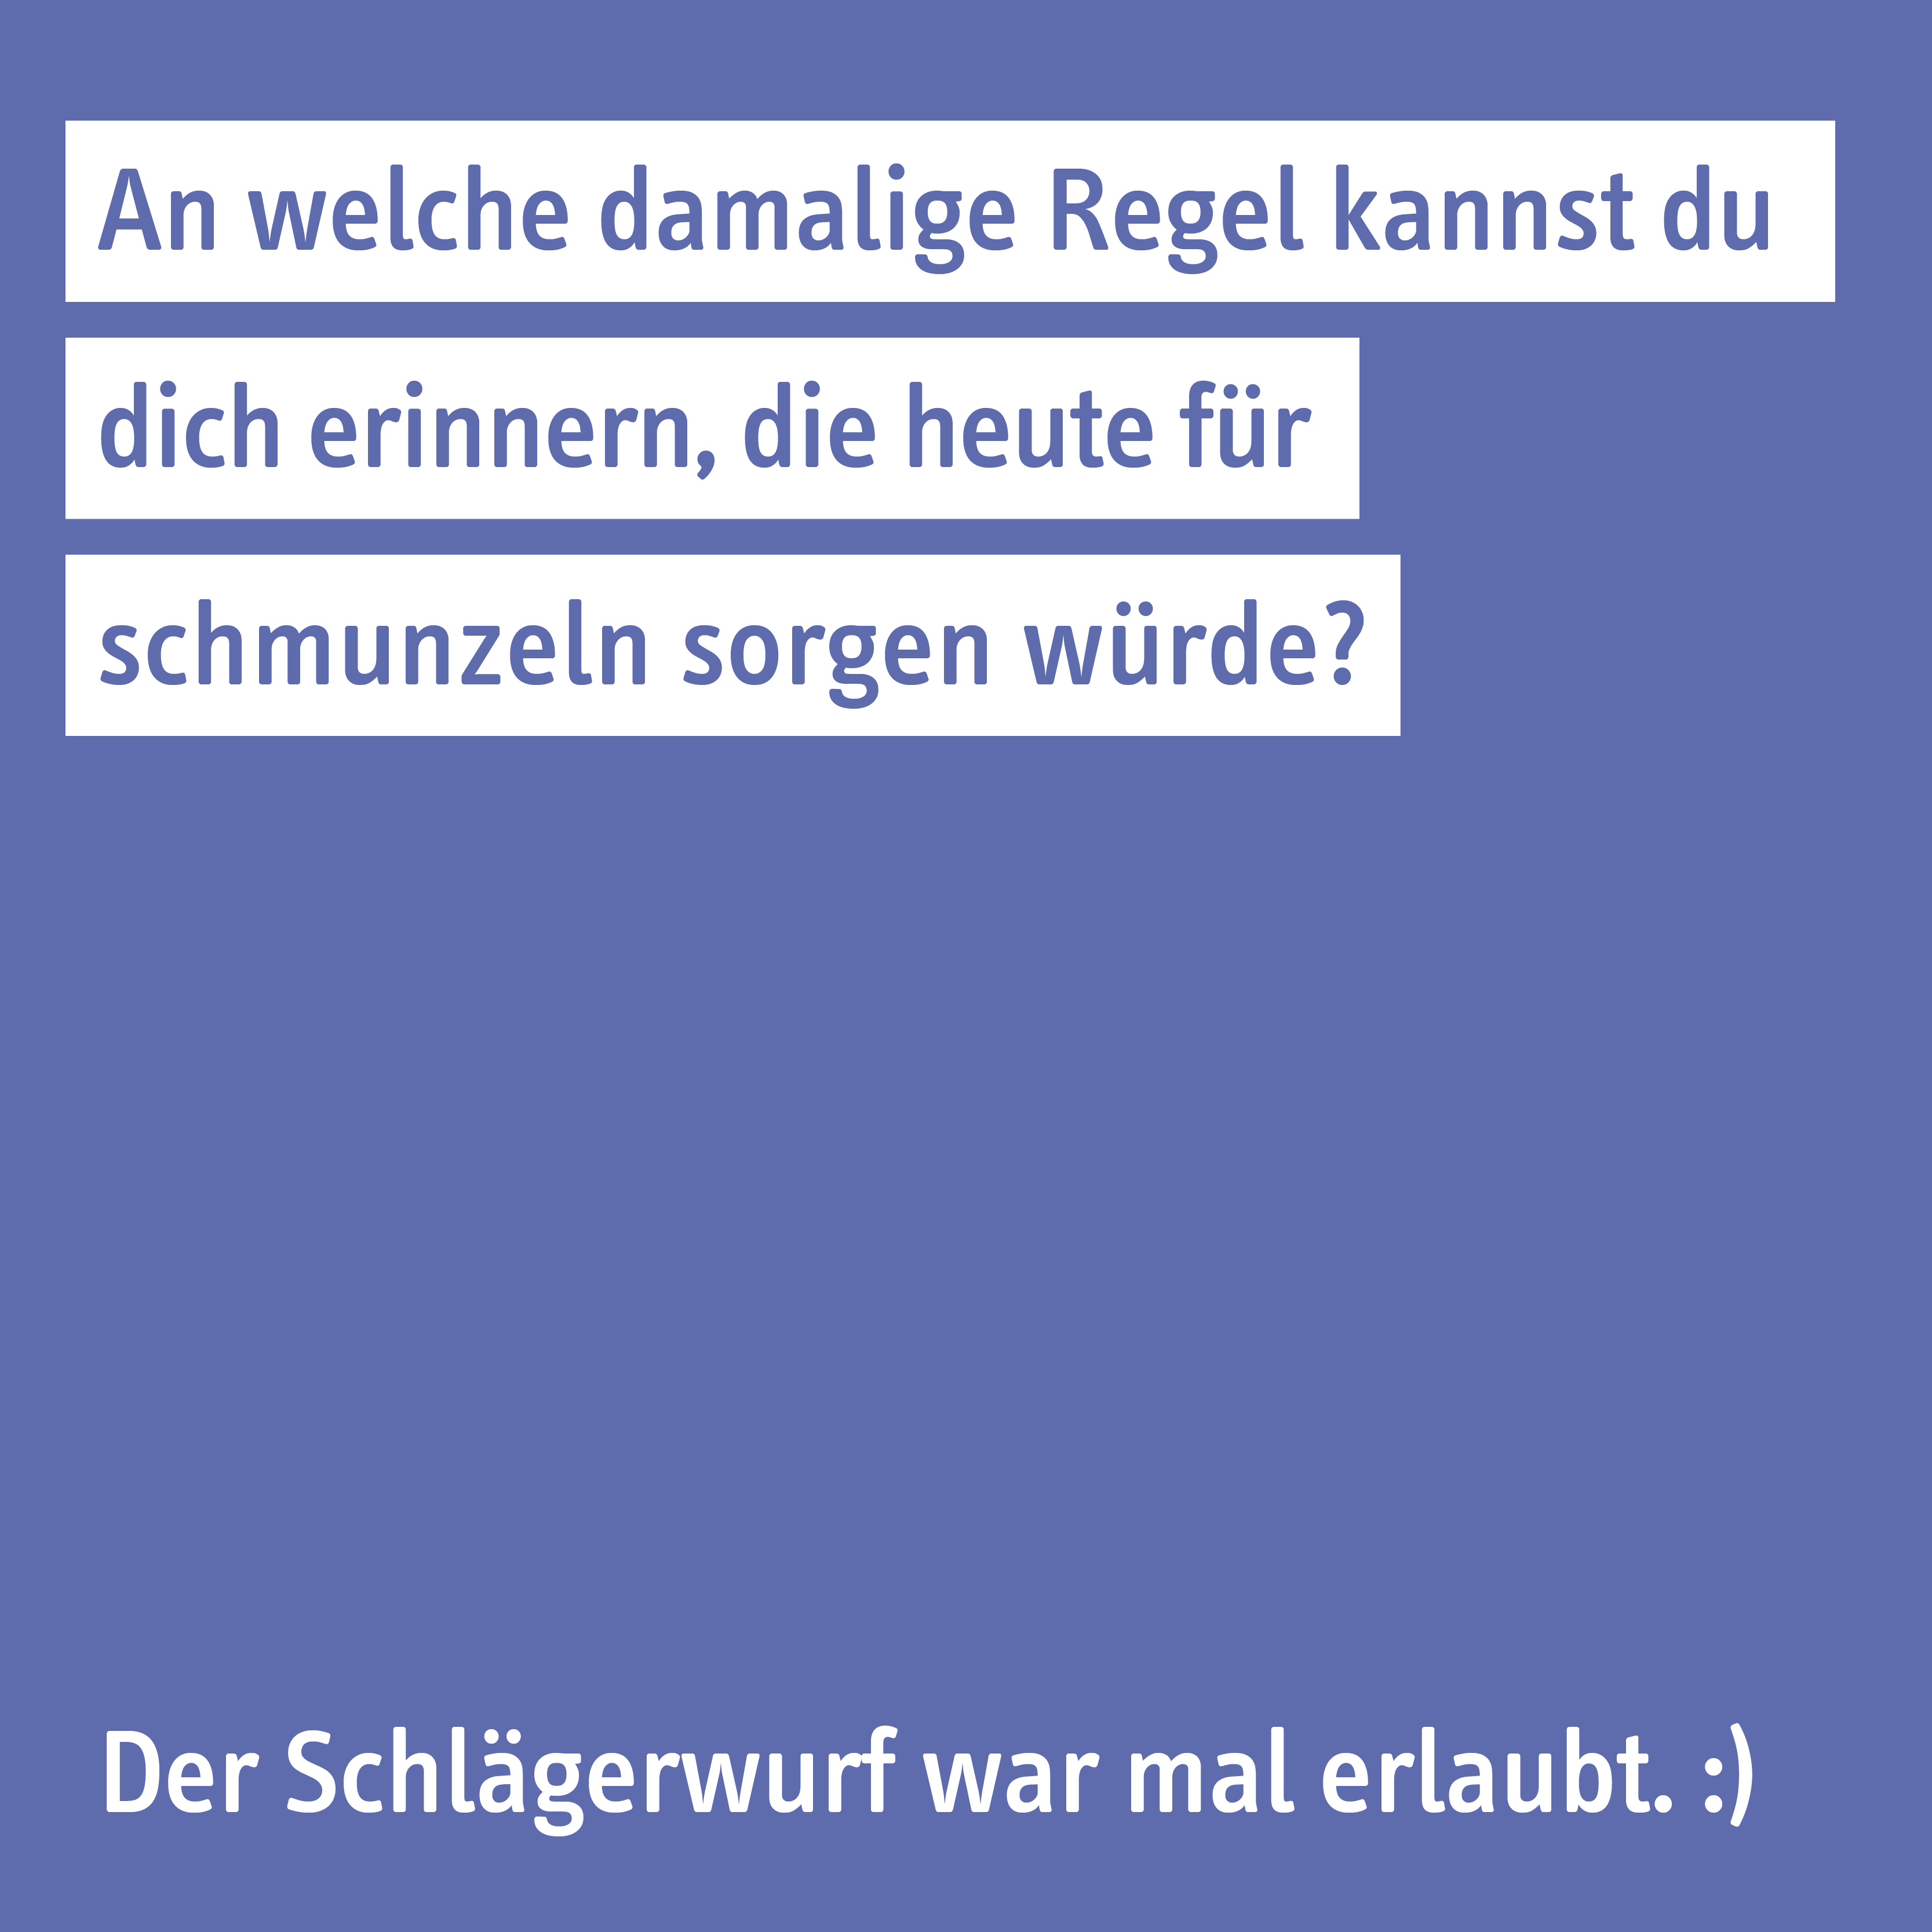 An welche damalige Regel kannst du
dich erinnern, die heute für
schmunzeln sorgen würde?
Der Schlägerwurf war mal erlaubt. :)